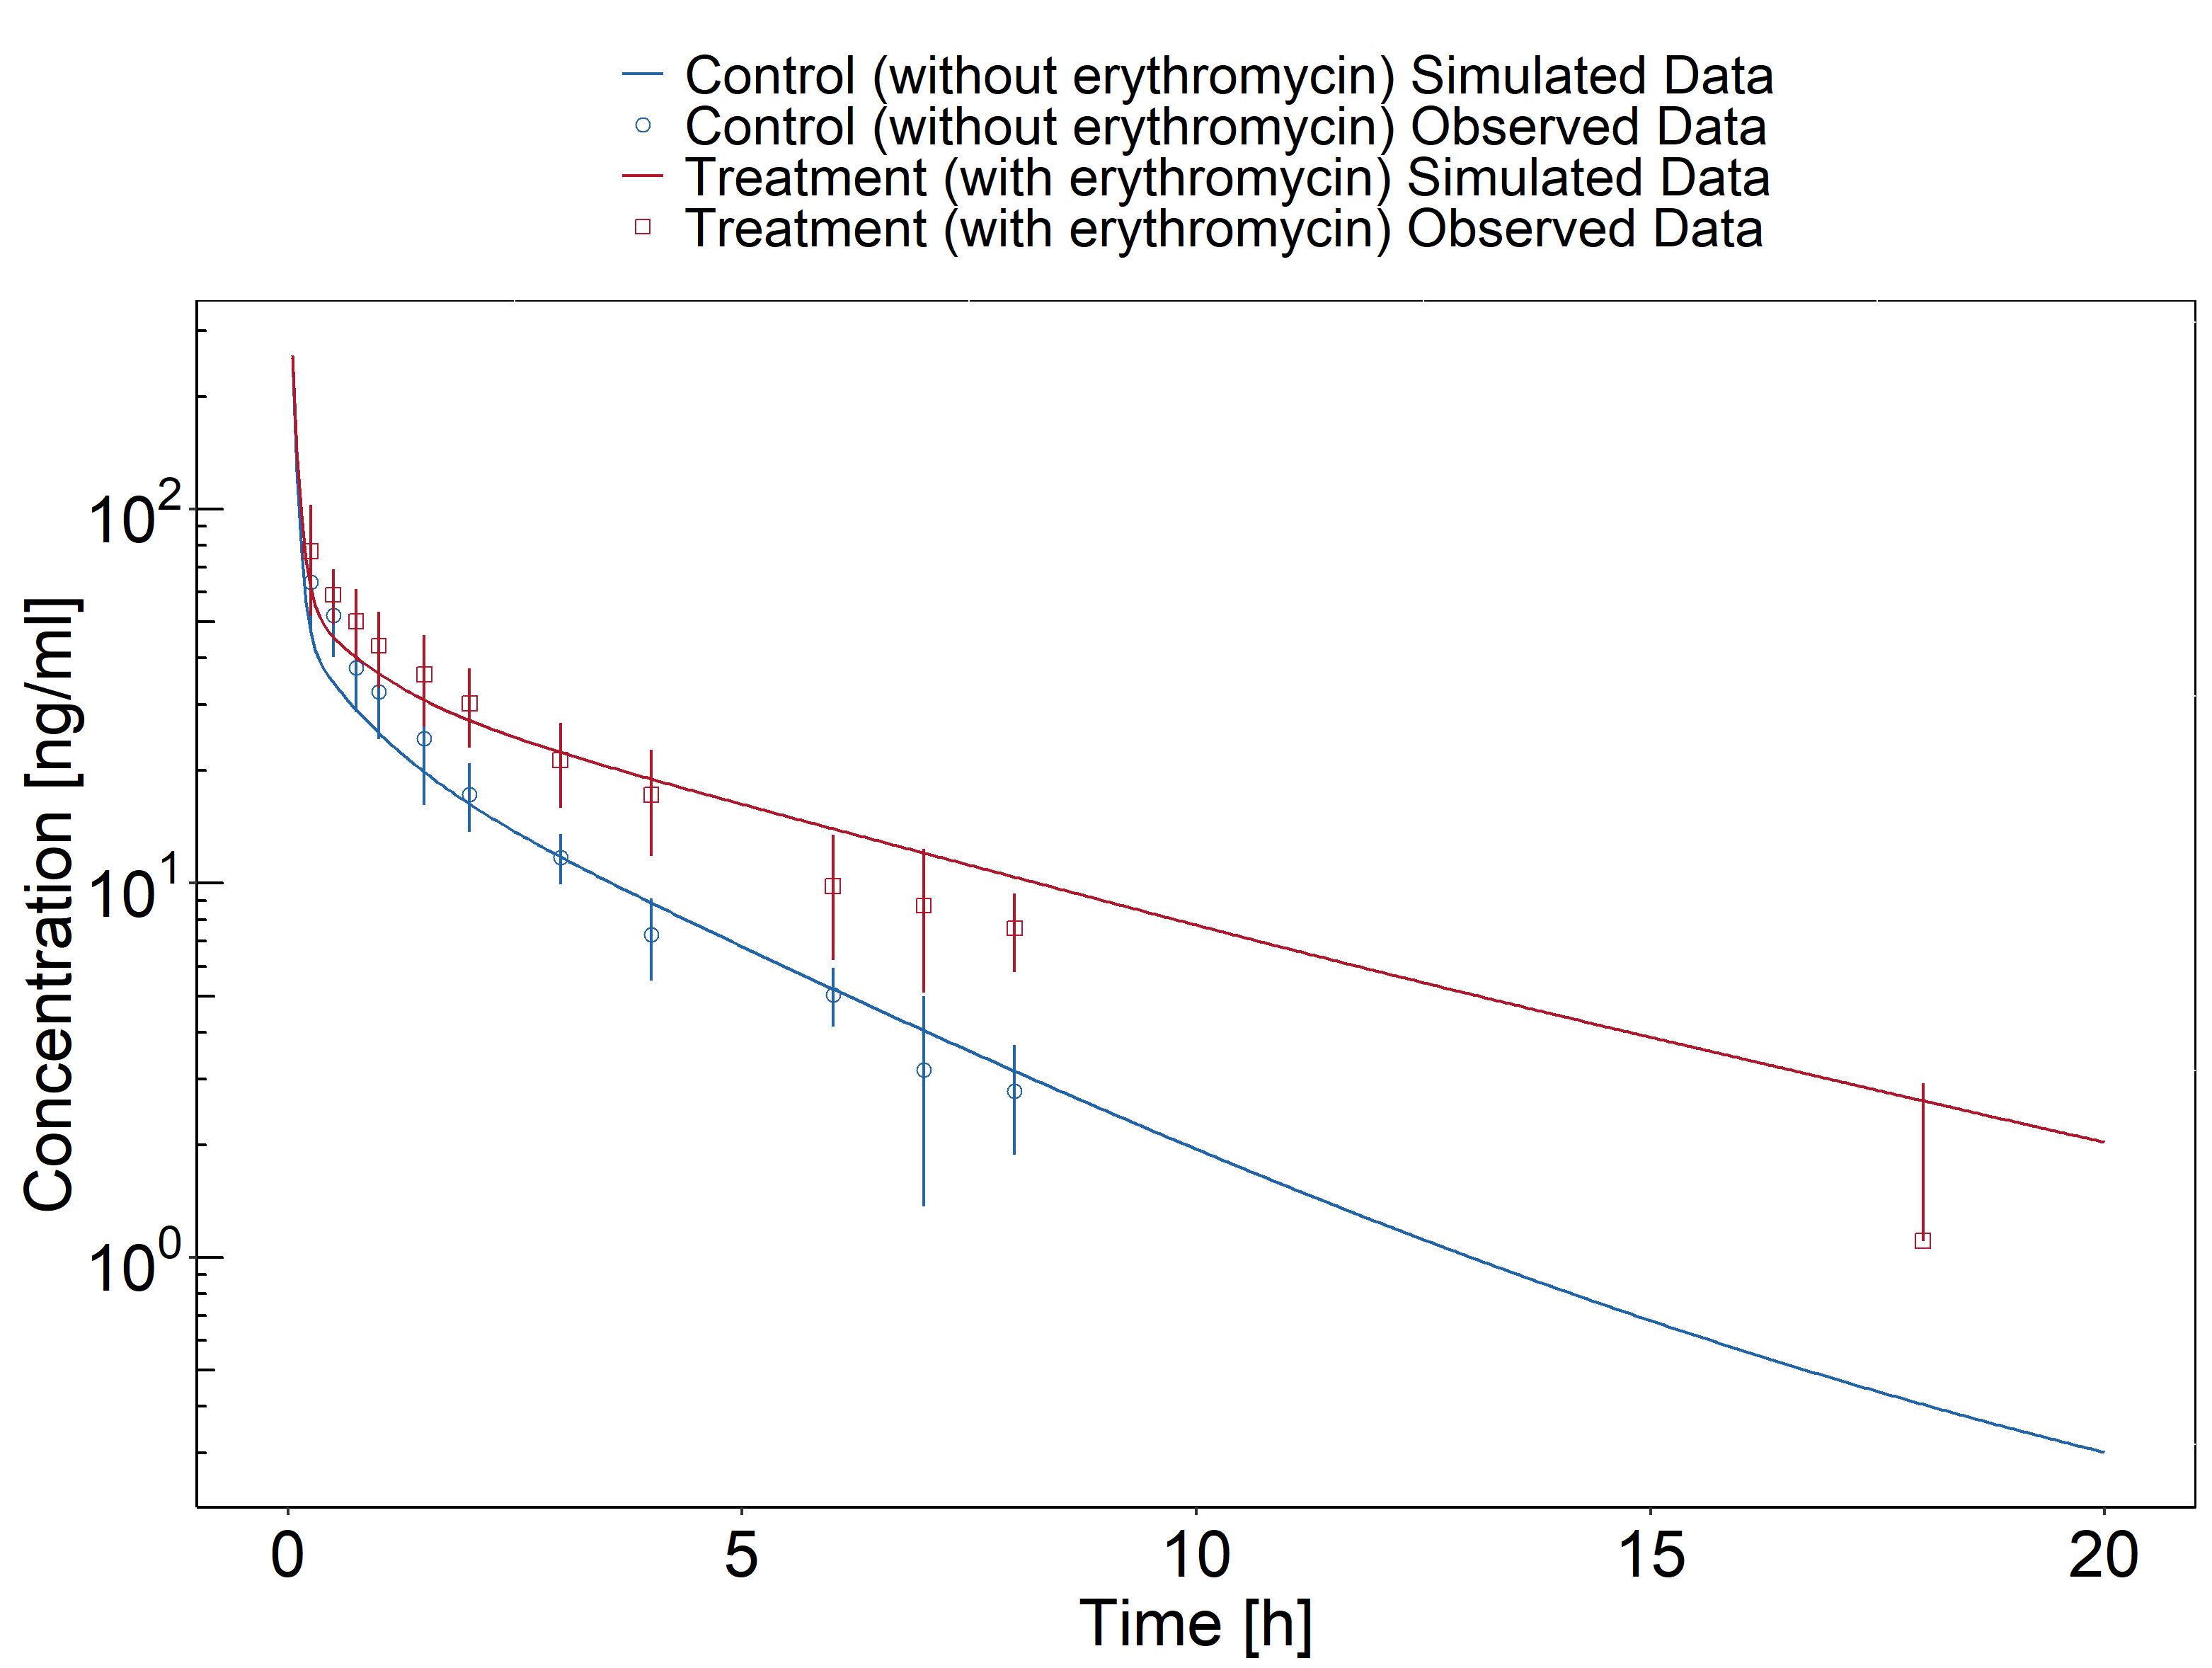 Control (without erythromycin) Simulated Data
Control (without erythromycin) Observed Data
Treatment (with erythromycin) Simulated Data
Treatment (with erythromycin) Observed Data
Concentration [ng/ml]
10²
10¹
10⁰
0 5 10 15 20
Time [h]